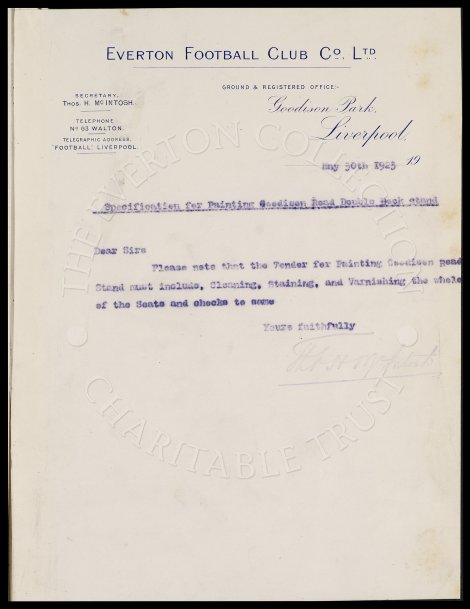 EVERTON FOOTBALL CLUB CO. LTD.
GROUND & REGISTERED OFFICE:-
SECRETARY,
THOS. H. MCINTOSH.
Goodison Park,
TELEPHONE
NO 63 WALTON.
Liverpool,
TELEGRAPHIC ADDRESS,
"FOOTBALL" LIVERPOOL.
May 30th 1923 19
Specification for Painting Goodison Road Double Deck Stand
Dear Sirs
Please note that the Tender for Painting Goodison Road
Stand must include, Cleaning, Staining, and Varnishing the whole
of the Seats and checks to same
Yours faithfully
Thos H McIntosh
THE EVERTON COLLECTION
CHARITABLE TRUST